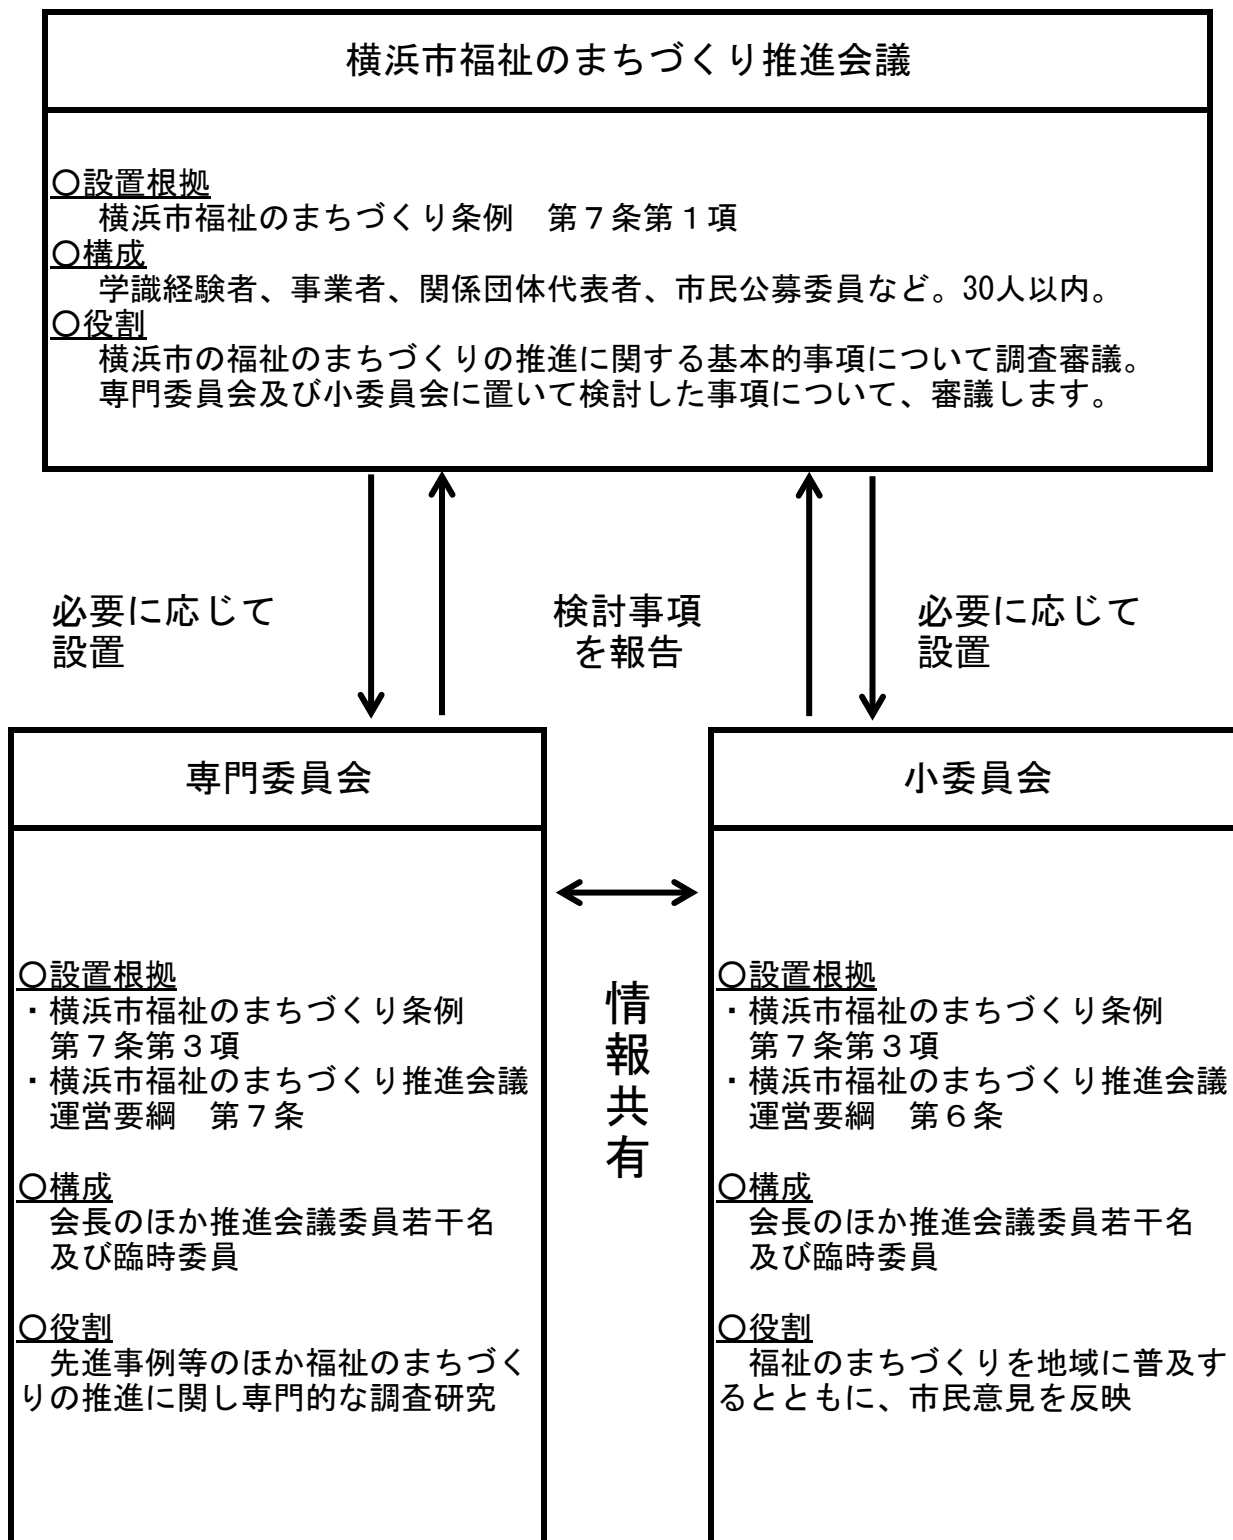 横浜市福祉のまちづくり推進会議
〇設置根拠
横浜市福祉のまちづくり条例　第７条第１項
〇構成
学識経験者、事業者、関係団体代表者、市民公募委員など。30人以内。
〇役割
横浜市の福祉のまちづくりの推進に関する基本的事項について調査審議。
専門委員会及び小委員会に置いて検討した事項について、審議します。
必要に応じて
設置
検討事項
を報告
必要に応じて
設置
専門委員会
〇設置根拠
・横浜市福祉のまちづくり条例
第７条第３項
・横浜市福祉のまちづくり推進会議
運営要綱　第７条
〇構成
会長のほか推進会議委員若干名
及び臨時委員
〇役割
先進事例等のほか福祉のまちづく
りの推進に関し専門的な調査研究
情報共有
小委員会
〇設置根拠
・横浜市福祉のまちづくり条例
第７条第３項
・横浜市福祉のまちづくり推進会議
運営要綱　第６条
〇構成
会長のほか推進会議委員若干名
及び臨時委員
〇役割
福祉のまちづくりを地域に普及す
るとともに、市民意見を反映